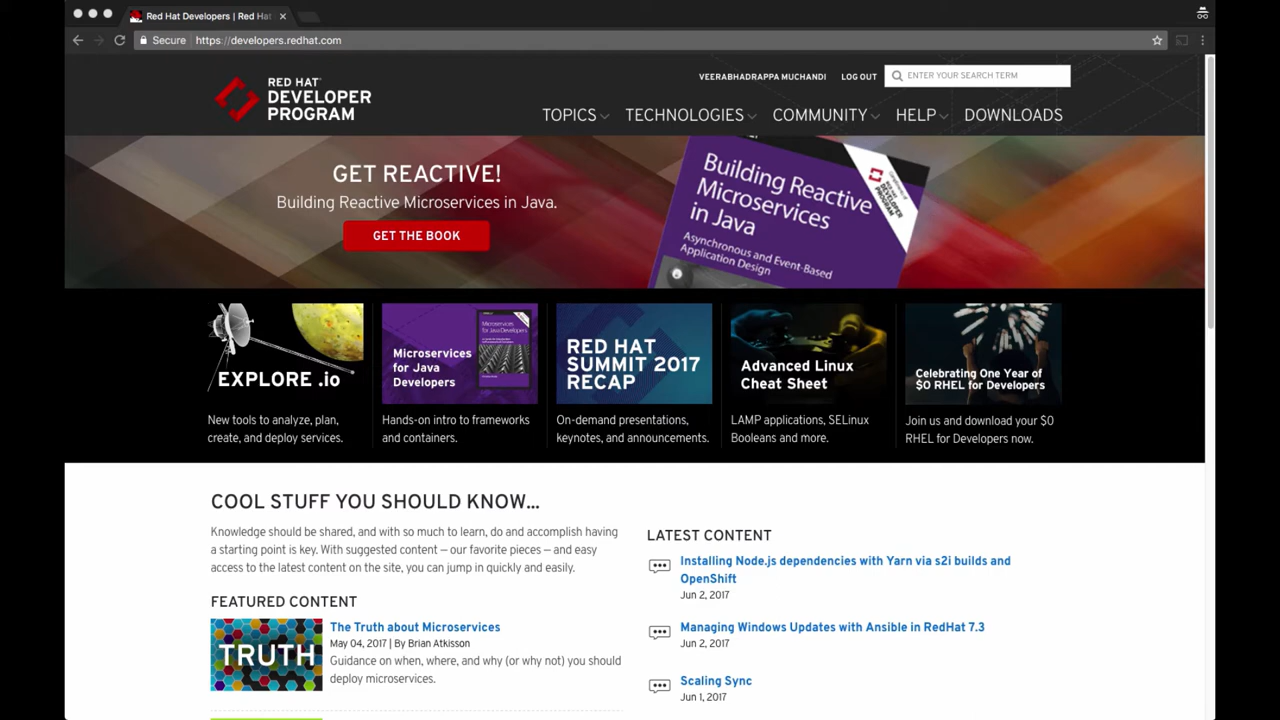 Red Hat Developers | Red Hat
Secure https://developers.redhat.com
VEERABHADRAPPA MUCHANDI LOG OUT ENTER YOUR SEARCH TERM
RED HAT
DEVELOPER
PROGRAM
TOPICS TECHNOLOGIES COMMUNITY HELP DOWNLOADS
GET REACTIVE!
Building Reactive Microservices in Java.
GET THE BOOK
Building Reactive
Microservices
in Java
Asynchronous and Event-Based
Application Design
EXPLORE .io
New tools to analyze, plan,
create, and deploy services.
Microservices
for Java
Developers
Microservices
for Java Developers
Hands-on intro to frameworks
and containers.
RED HAT
SUMMIT 2017
RECAP
On-demand presentations,
keynotes, and announcements.
Advanced Linux
Cheat Sheet
LAMP applications, SELinux
Booleans and more.
Celebrating One Year of
$0 RHEL for Developers
Join us and download your $0
RHEL for Developers now.
COOL STUFF YOU SHOULD KNOW...
Knowledge should be shared, and with so much to learn, do and accomplish having
a starting point is key. With suggested content — our favorite pieces — and easy
access to the latest content on the site, you can jump in quickly and easily.
FEATURED CONTENT
TRUTH
The Truth about Microservices
May 04, 2017 | By Brian Atkisson
Guidance on when, where, and why (or why not) you should
deploy microservices.
LATEST CONTENT
Installing Node.js dependencies with Yarn via s2i builds and
OpenShift
Jun 2, 2017
Managing Windows Updates with Ansible in RedHat 7.3
Jun 2, 2017
Scaling Sync
Jun 1, 2017